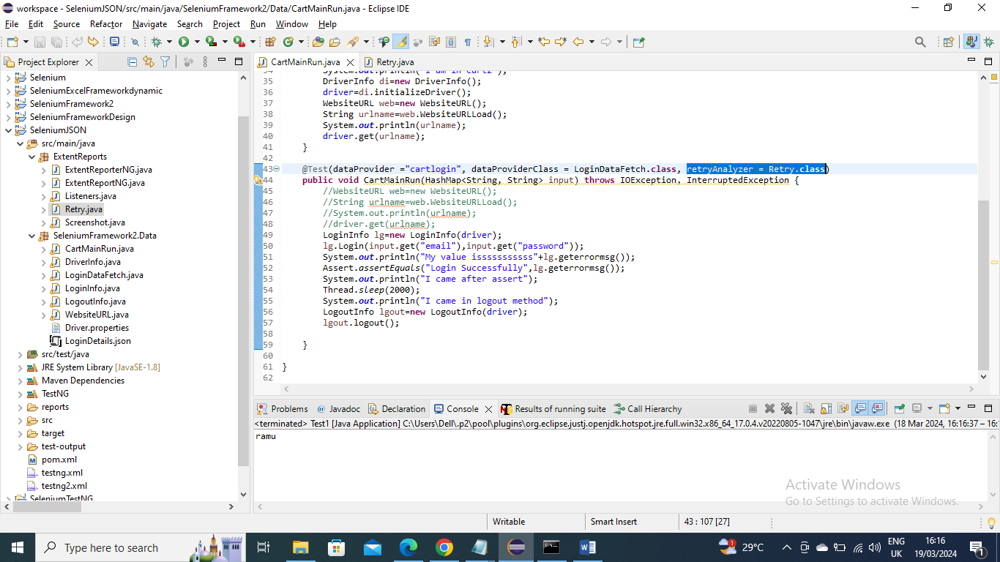 workspace - SeleniumJSON/src/main/java/SeleniumFramework2/Data/CartMainRun.java - Eclipse IDE
File Edit Source Refactor Navigate Search Project Run Window Help
Project Explorer
CartMainRun.java Retry.java
Selenium
SeleniumExcelFrameworkdynamic
SeleniumFramework2
SeleniumFrameworkDesign
SeleniumJSON
src/main/java
ExtentReports
ExtentReporterNG.java
ExtentReportNG.java
Listeners.java
Retry.java
Screenshot.java
SeleniumFramework2.Data
CartMainRun.java
DriverInfo.java
LoginDataFetch.java
LoginInfo.java
LogoutInfo.java
WebsiteURL.java
Driver.properties
LoginDetails.json
src/test/java
JRE System Library [JavaSE-1.8]
Maven Dependencies
TestNG
reports
src
target
test-output
pom.xml
testng.xml
testng2.xml
SeleniumTestNG
34 System.out.println("I am in Cart2");
35 DriverInfo di=new DriverInfo();
36 driver=di.initializeDriver();
37 WebsiteURL web=new WebsiteURL();
38 String urlname=web.WebsiteURLLoad();
39 System.out.println(urlname);
40 driver.get(urlname);
41 }
42
43 @Test(dataProvider ="cartlogin", dataProviderClass = LoginDataFetch.class, retryAnalyzer = Retry.class)
44 public void CartMainRun(HashMap<String, String> input) throws IOException, InterruptedException {
45 //WebsiteURL web=new WebsiteURL();
46 //String urlname=web.WebsiteURLLoad();
47 //System.out.println(urlname);
48 //driver.get(urlname);
49 LoginInfo lg=new LoginInfo(driver);
50 lg.Login(input.get("email"),input.get("password"));
51 System.out.println("My value isssssssssss"+lg.geterrormsg());
52 Assert.assertEquals("Login Successfully",lg.geterrormsg());
53 System.out.println("I came after assert");
54 Thread.sleep(2000);
55 System.out.println("I came in logout method");
56 LogoutInfo lgout=new LogoutInfo(driver);
57 lgout.logout();
58
59 }
60
61 }
62
Problems Javadoc Declaration Console Results of running suite Call Hierarchy
<terminated> Test1 [Java Application] C:\Users\Dell\.p2\pool\plugins\org.eclipse.justj.openjdk.hotspot.jre.full.win32.x86_64_17.0.4.v20220805-1047\jre\bin\javaw.exe (18 Mar 2024, 16:16:37 – 16:
ramu
Activate Windows
Go to Settings to activate Windows.
Writable Smart Insert 43 : 107 [27]
Type here to search
29°C
ENG
UK
16:16
19/03/2024
1
1